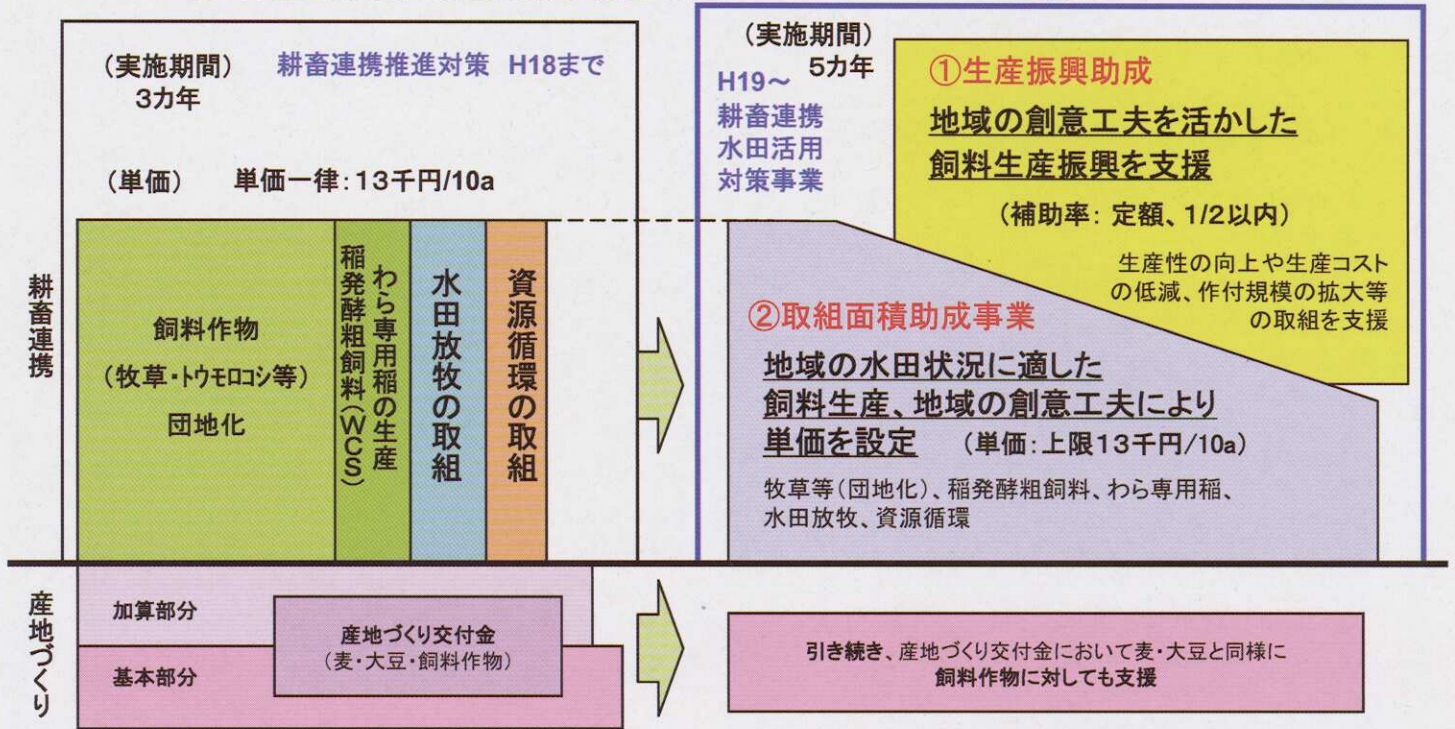 (実施期間)
3カ年
耕畜連携推進対策 H18まで
(単価) 単価一律:13千円/10a
耕畜連携
飼料作物
(牧草・トウモロコシ等)
団地化
わら専用稲の生産
稲発酵粗飼料(WCS)
水田放牧の取組
資源循環の取組
(実施期間)
5カ年
H19~
耕畜連携
水田活用
対策事業
①生産振興助成
地域の創意工夫を活かした
飼料生産振興を支援
(補助率: 定額、1/2以内)
生産性の向上や生産コスト
の低減、作付規模の拡大等
の取組を支援
②取組面積助成事業
地域の水田状況に適した
飼料生産、地域の創意工夫により
単価を設定 (単価:上限13千円/10a)
牧草等(団地化)、稲発酵粗飼料、わら専用稲、
水田放牧、資源循環
産地づくり
加算部分
基本部分
産地づくり交付金
(麦・大豆・飼料作物)
引き続き、産地づくり交付金において麦・大豆と同様に
飼料作物に対しても支援